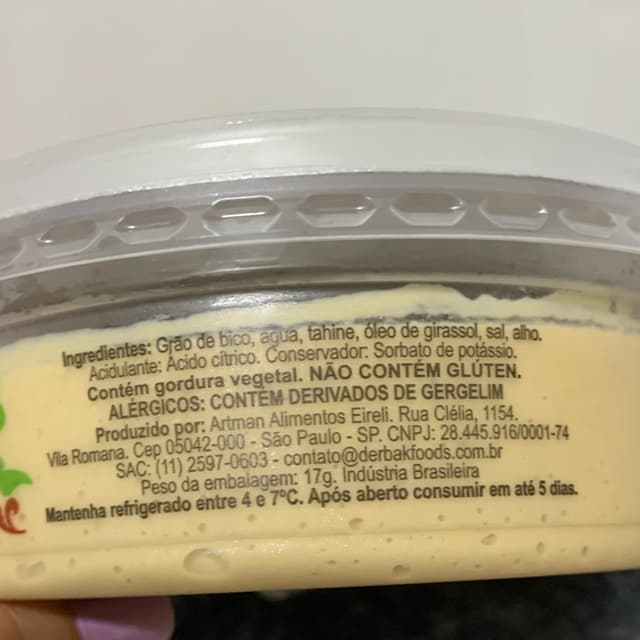 Ingredientes: Grão de bico, água, tahine, óleo de girassol, sal, alho.
Acidulante: Ácido cítrico. Conservador: Sorbato de potássio.
Contém gordura vegetal. NÃO CONTÉM GLÚTEN.
ALÉRGICOS: CONTÉM DERIVADOS DE GERGELIM
Produzido por: Artman Alimentos Eireli. Rua Clélia, 1154.
Vila Romana. Cep 05042-000 - São Paulo - SP. CNPJ: 28.445.916/0001-74
SAC: (11) 2597-0603 - contato@derbakfoods.com.br
Peso da embalagem: 17g. Indústria Brasileira
Mantenha refrigerado entre 4 e 7ºC. Após aberto consumir em até 5 dias.